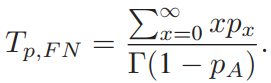 T_{p,FN} = \frac{\sum_{x=0}^{\infty} x p_x}{\Gamma(1 - p_A)}.